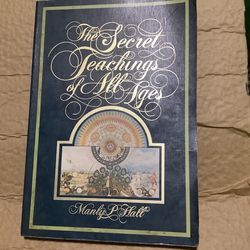 The Secret
Teachings
of All Ages
Manly P. Hall